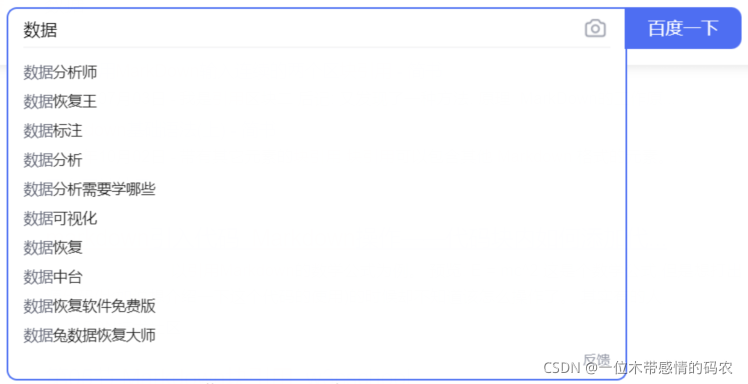 数据
百度一下
数据分析师
数据恢复王
数据标注
数据分析
数据分析需要学哪些
数据可视化
数据恢复
数据中台
数据恢复软件免费版
数据兔数据恢复大师
反馈
CSDN @一位木带感情的码农